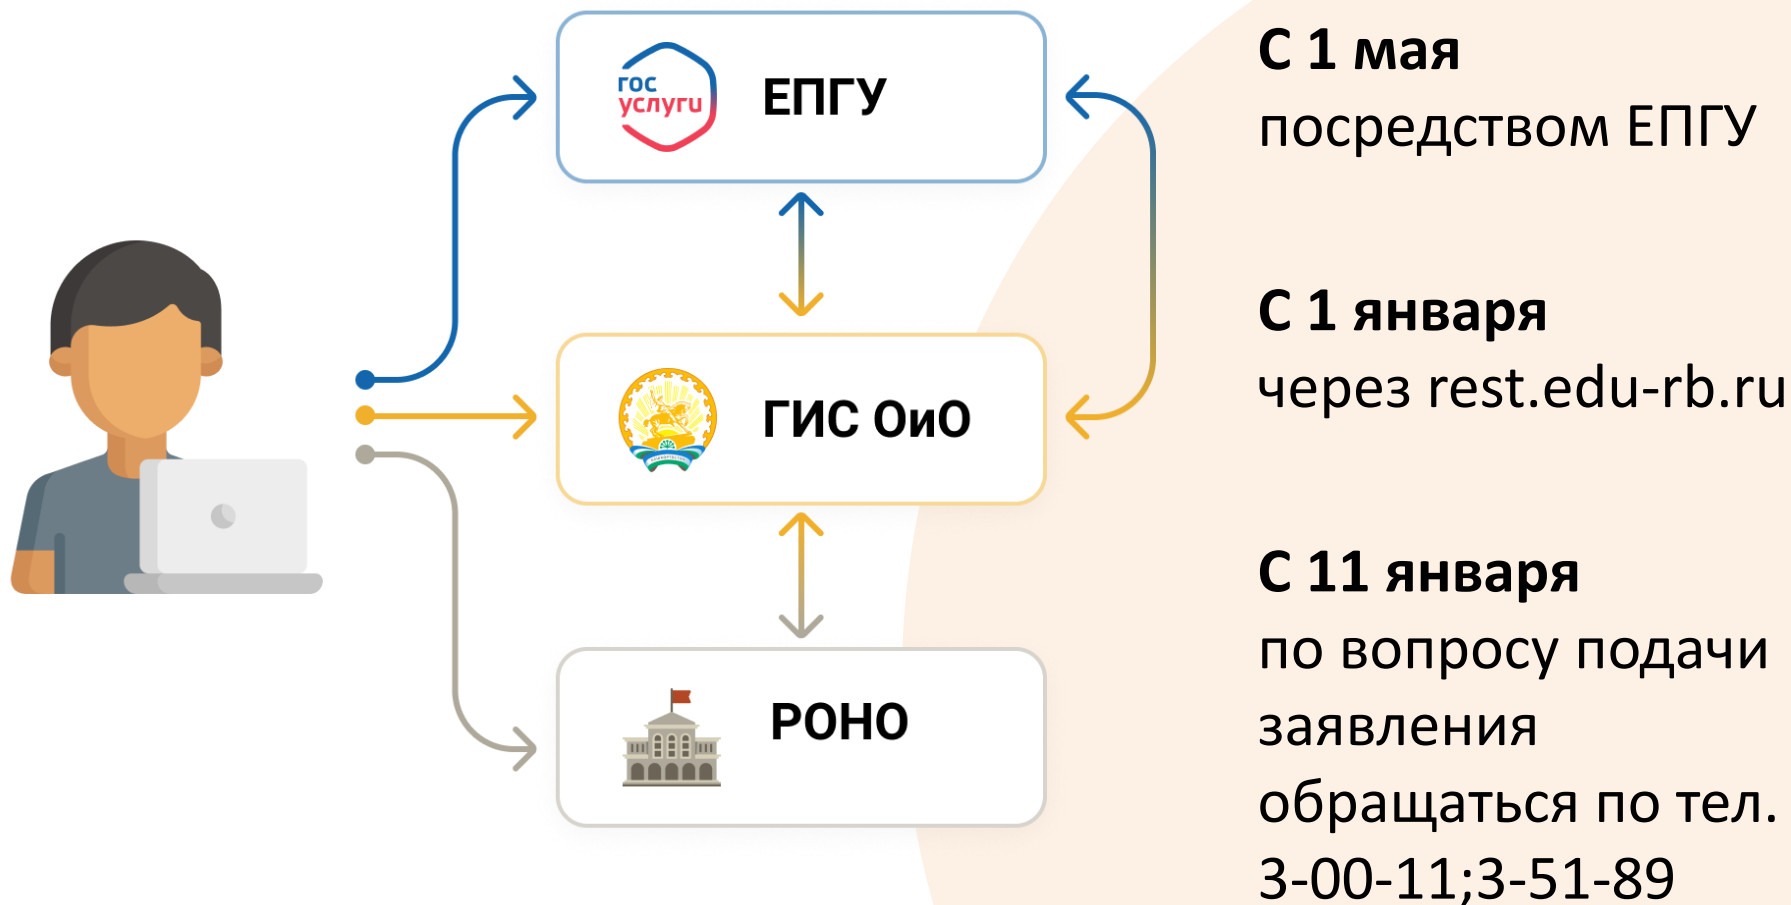 гос
услуги
ЕПГУ
ГИС ОиО
РОНО
С 1 мая
посредством ЕПГУ
С 1 января
через rest.edu-rb.ru
С 11 января
по вопросу подачи
заявления
обращаться по тел.
3-00-11;3-51-89